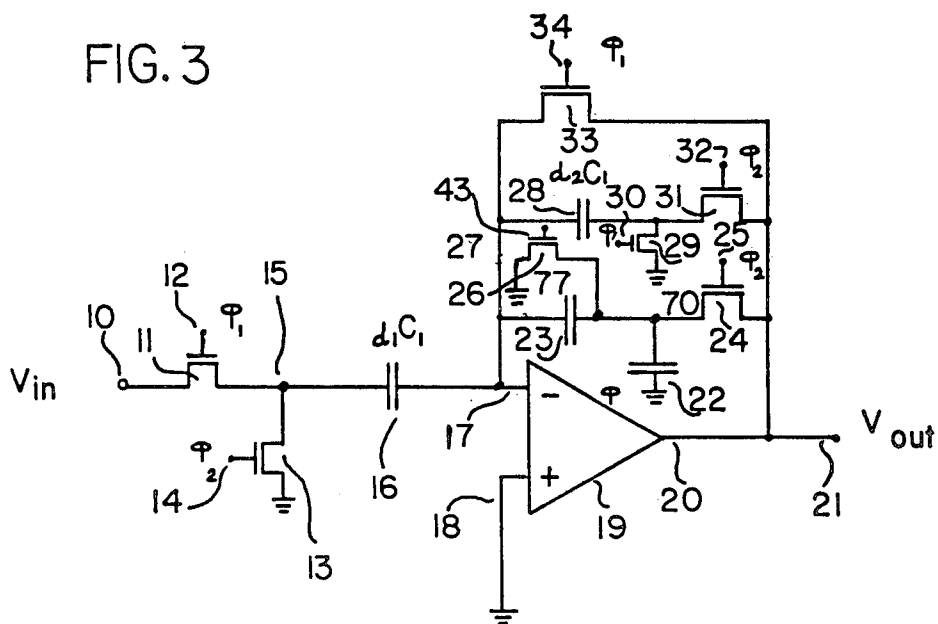 FIG. 3
34 φ₁
33
d₂C₁ 32 φ₂
43 28 30 31
27 φ 29 25 φ₂
26 77 70
12 φ₁ 15 23 24
10 11 d₁C₁ 22
Vin 17 − φ Vout
φ₂ 16 20 21
14 18 + 19
13